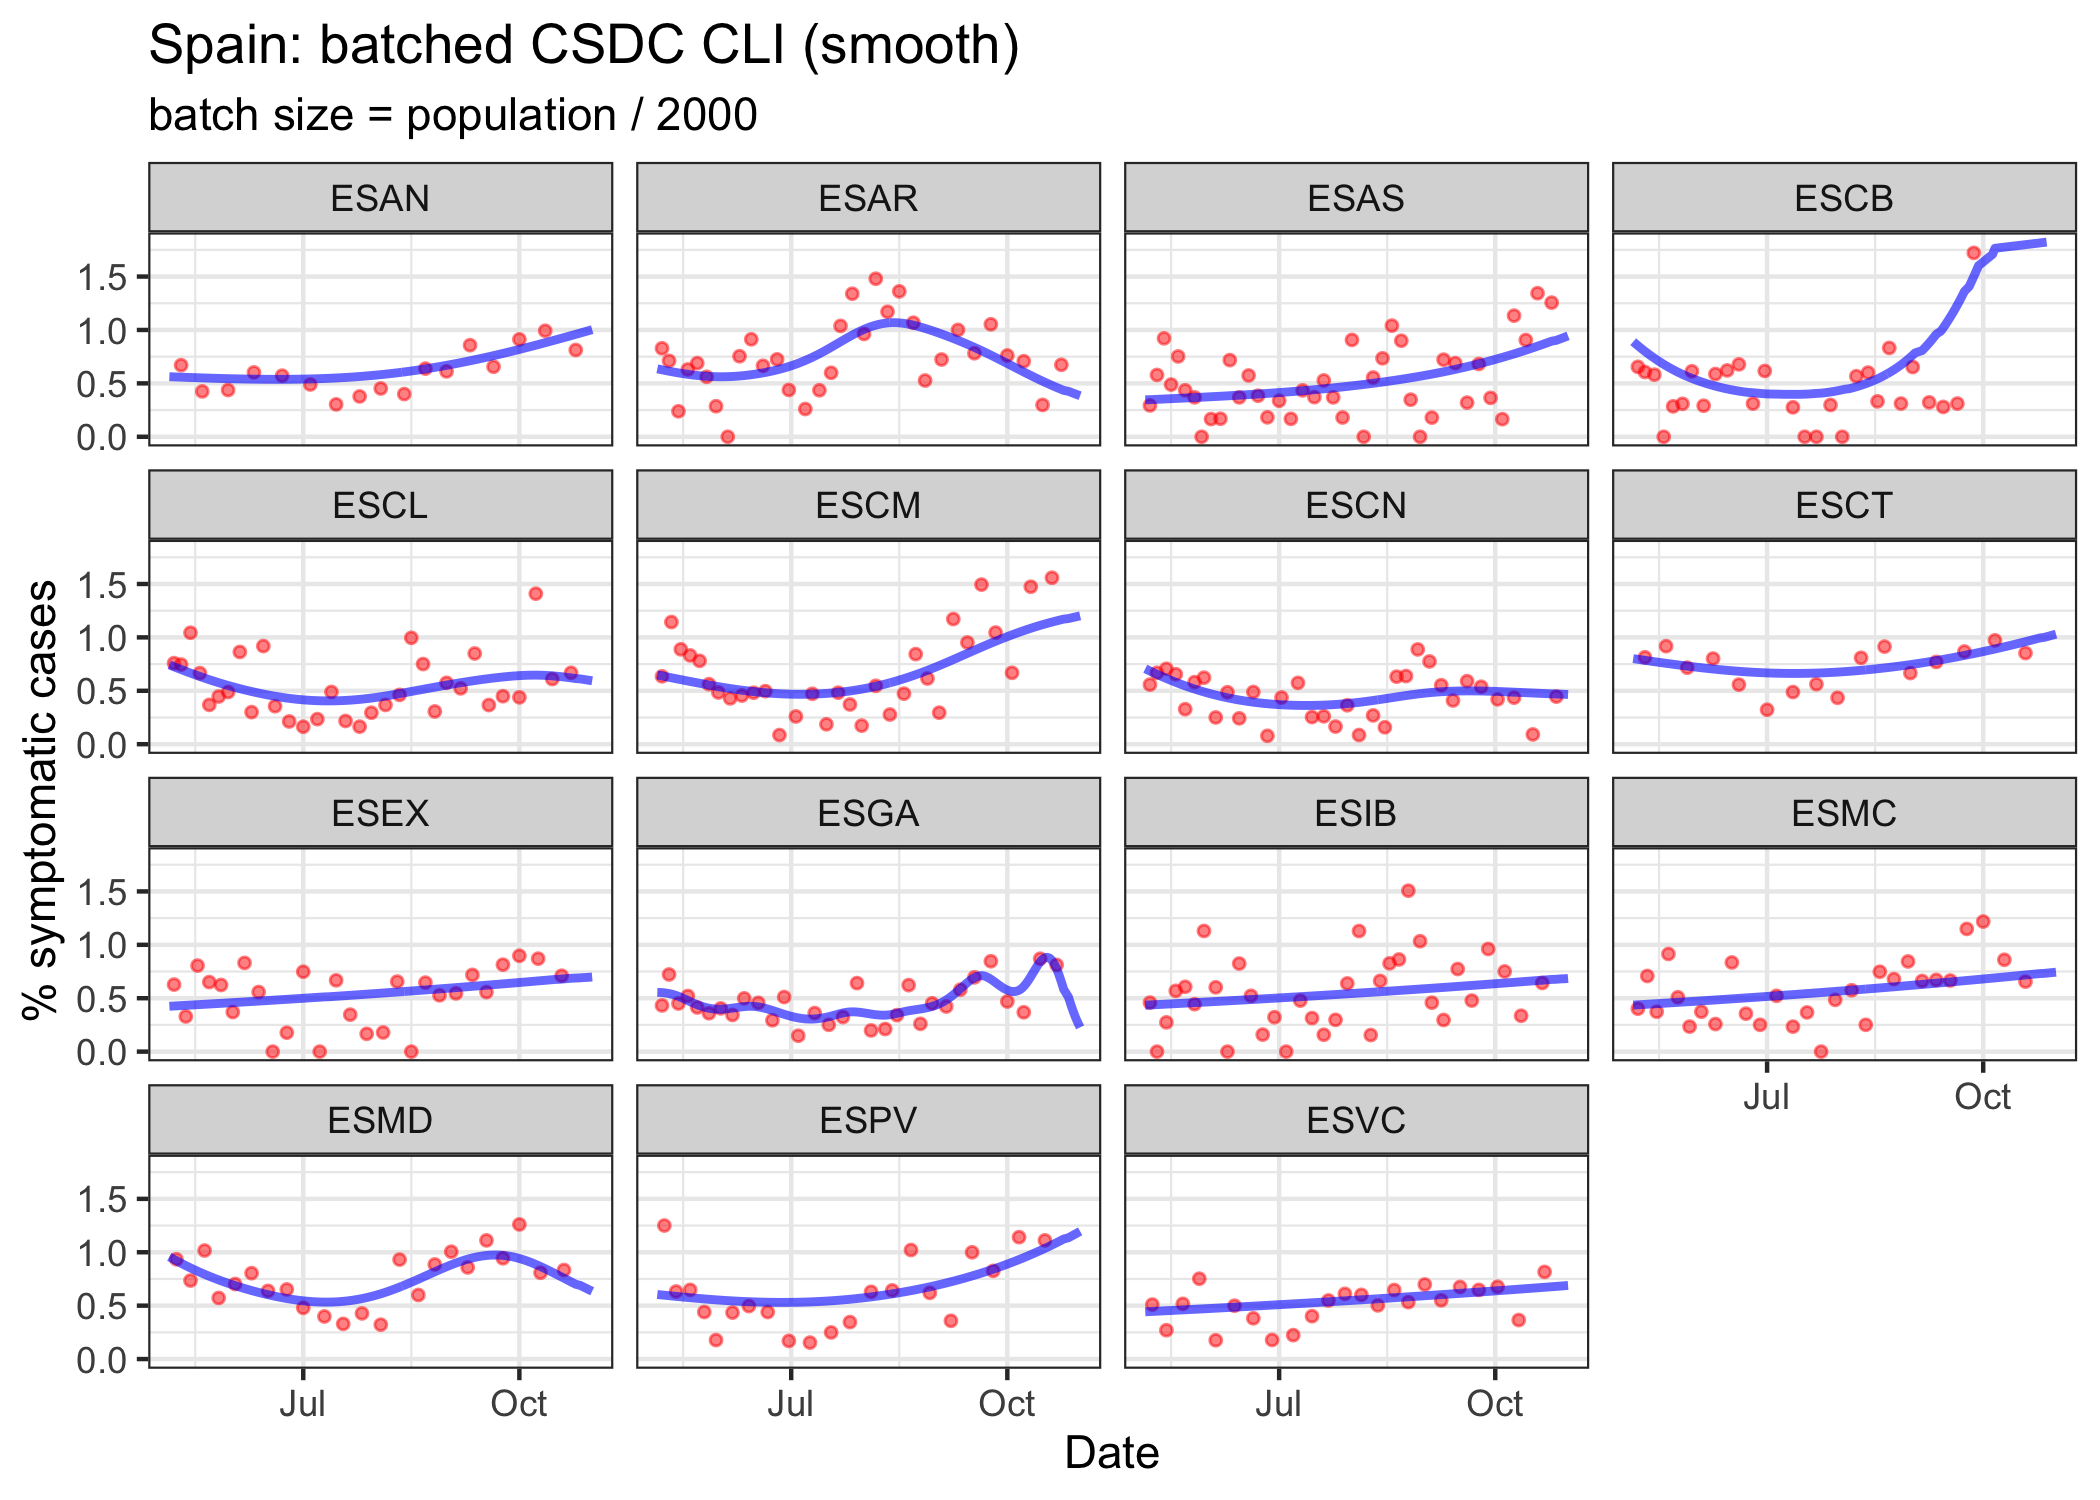 Spain: batched CSDC CLI (smooth)
batch size = population / 2000
ESAN ESAR ESAS ESCB
1.5
1.0
0.5
0.0
ESCL ESCM ESCN ESCT
1.5
1.0
0.5
0.0
ESEX ESGA ESIB ESMC
1.5
1.0
0.5
0.0
Jul Oct
ESMD ESPV ESVC
1.5
1.0
0.5
0.0
Jul Oct Jul Oct Jul Oct
Date
% symptomatic cases